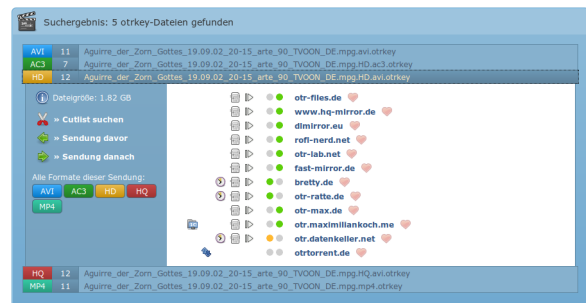 Suchergebnis: 5 otrkey-Dateien gefunden
AVI 11 Aguirre_der_Zorn_Gottes_19.09.02_20-15_arte_90_TVOON_DE.mpg.avi.otrkey
AC3 7 Aguirre_der_Zorn_Gottes_19.09.02_20-15_arte_90_TVOON_DE.mpg.HD.ac3.otrkey
HD 12 Aguirre_der_Zorn_Gottes_19.09.02_20-15_arte_90_TVOON_DE.mpg.HD.avi.otrkey
Dateigröße: 1.82 GB
» Cutlist suchen
» Sendung davor
» Sendung danach
Alle Formate dieser Sendung:
AVI AC3 HD HQ
MP4
otr-files.de
www.hq-mirror.de
dlmirror.eu
rofi-nerd.net
otr-lab.net
fast-mirror.de
bretty.de
otr-ratte.de
otr-max.de
otr.maximiliankoch.me
otr.datenkeller.net
otrtorrent.de
HQ 12 Aguirre_der_Zorn_Gottes_19.09.02_20-15_arte_90_TVOON_DE.mpg.HQ.avi.otrkey
MP4 11 Aguirre_der_Zorn_Gottes_19.09.02_20-15_arte_90_TVOON_DE.mpg.mp4.otrkey